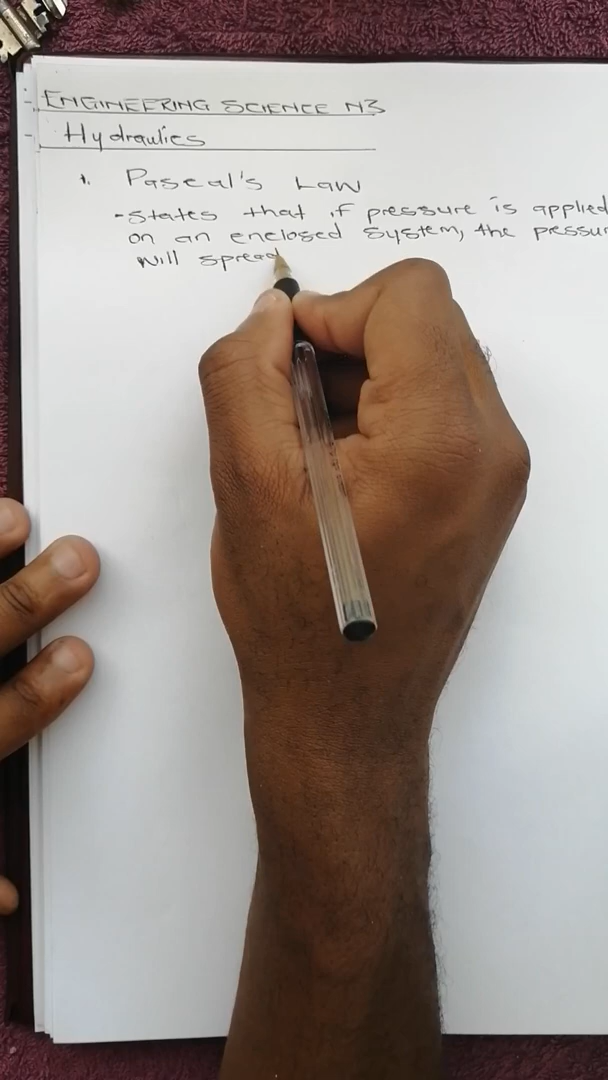 ENGINEERING SCIENCE N3
Hydraulics
1. Pascal's Law
-states that if pressure is applied
on an enclosed system, the pressur
will spread